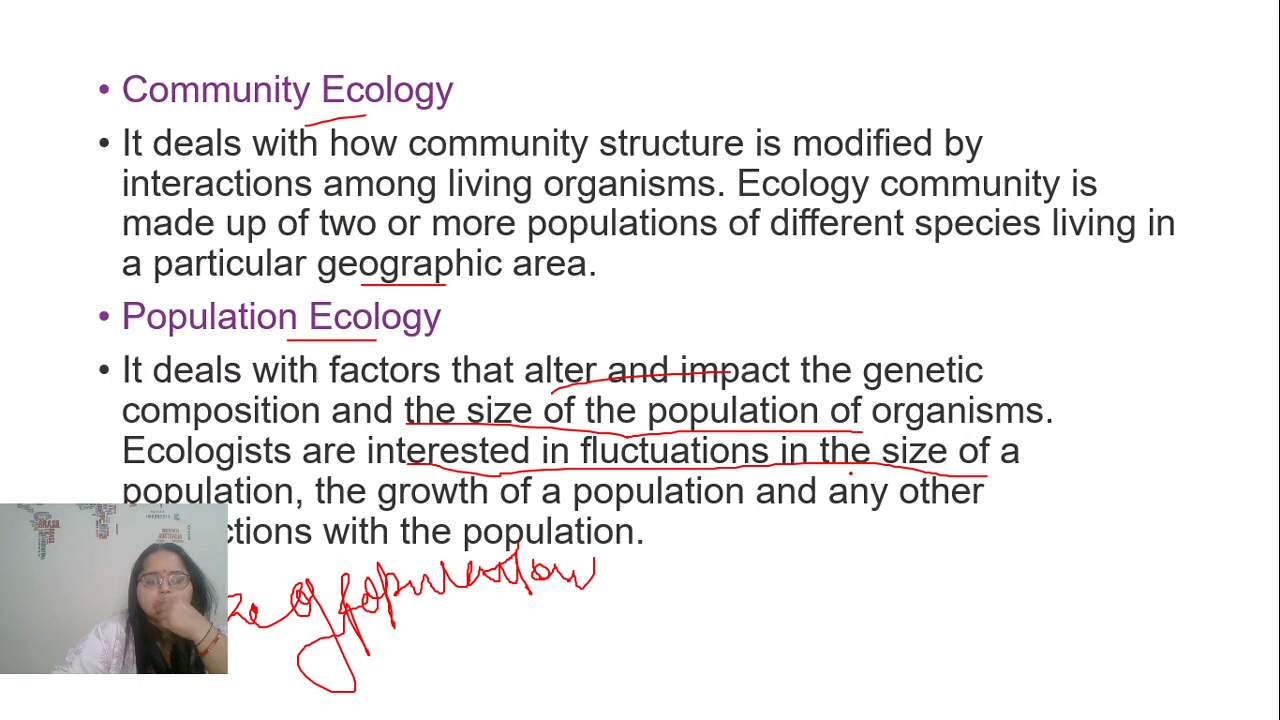 • Community Ecology
• It deals with how community structure is modified by
interactions among living organisms. Ecology community is
made up of two or more populations of different species living in
a particular geographic area.
• Population Ecology
• It deals with factors that alter and impact the genetic
composition and the size of the population of organisms.
Ecologists are interested in fluctuations in the size of a
population, the growth of a population and any other
ctions with the population.
ze of population
BRASIL